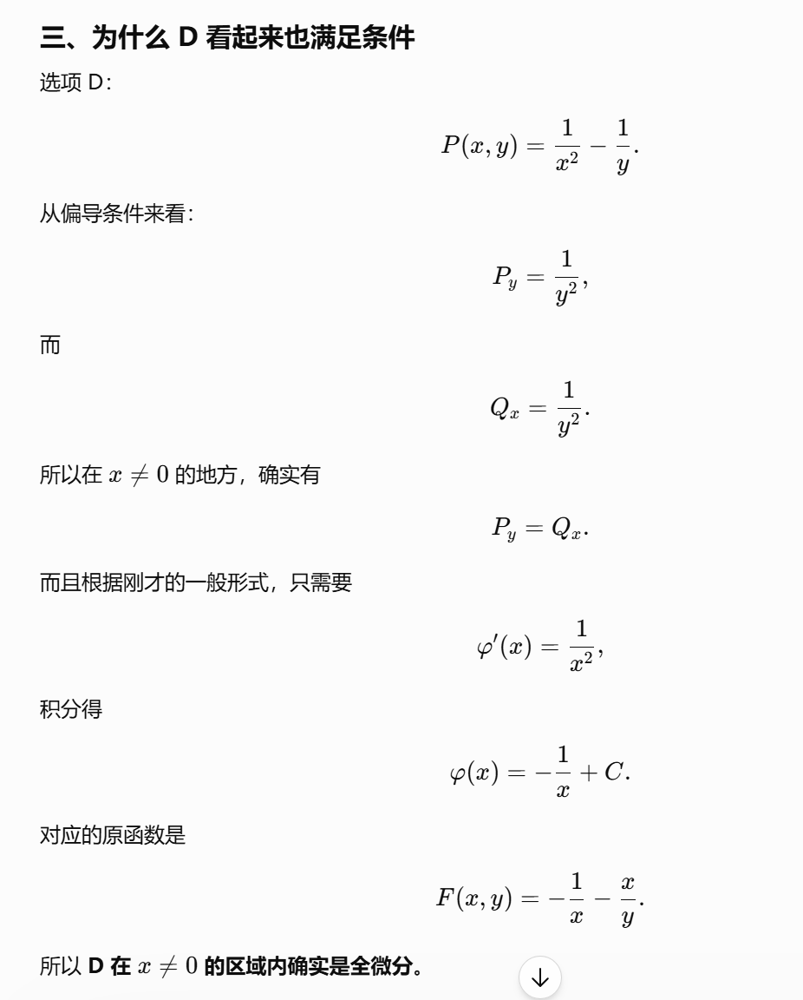 三、为什么 D 看起来也满足条件
选项 D：
P(x, y) = \frac{1}{x^2} - \frac{1}{y}.
从偏导条件来看：
P_y = \frac{1}{y^2},
而
Q_x = \frac{1}{y^2}.
所以在 x ≠ 0 的地方，确实有
P_y = Q_x.
而且根据刚才的一般形式，只需要
φ′(x) = \frac{1}{x^2},
积分得
φ(x) = -\frac{1}{x} + C.
对应的原函数是
F(x, y) = -\frac{1}{x} - \frac{x}{y}.
所以 D 在 x ≠ 0 的区域内确实是全微分。